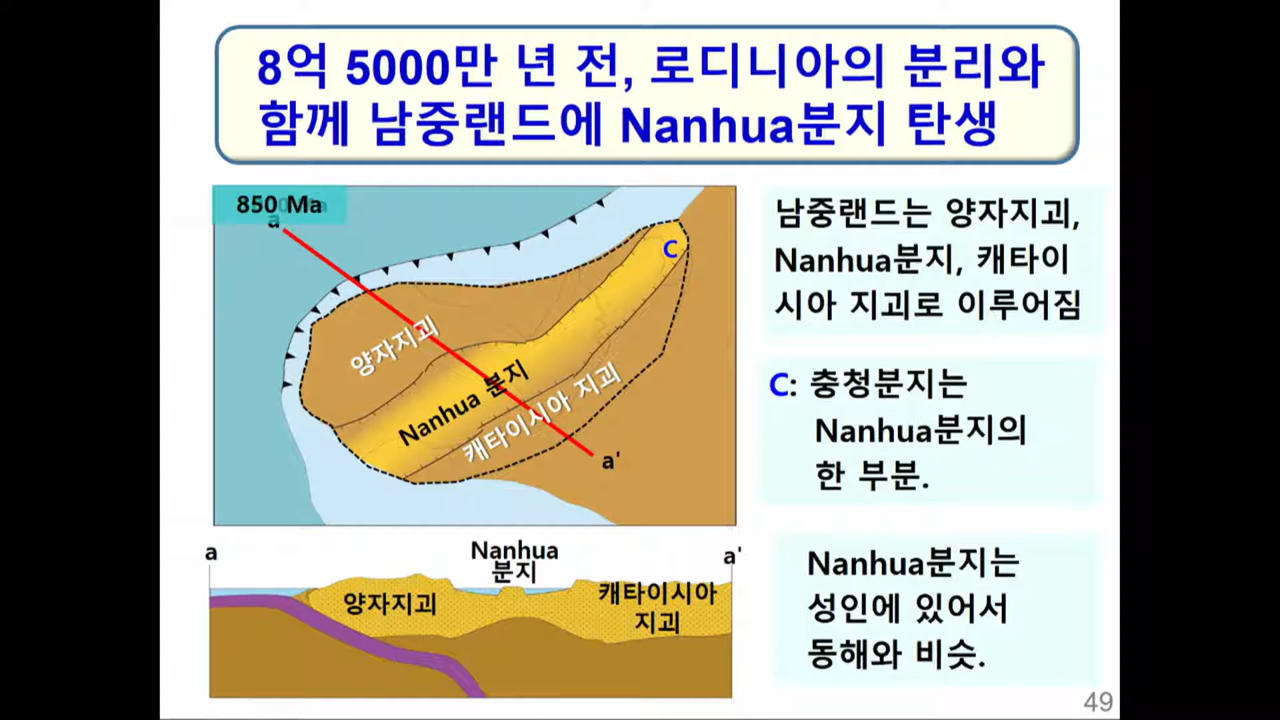 8억 5000만 년 전, 로디니아의 분리와
함께 남중랜드에 Nanhua분지 탄생
850 Ma
a
C
양자지괴
Nanhua 분지
캐타이시아 지괴
a'
남중랜드는 양자지괴,
Nanhua분지, 캐타이
시아 지괴로 이루어짐
C: 충청분지는
Nanhua분지의
한 부분.
a
Nanhua
분지
a'
양자지괴
캐타이시아
지괴
Nanhua분지는
성인에 있어서
동해와 비슷.
49